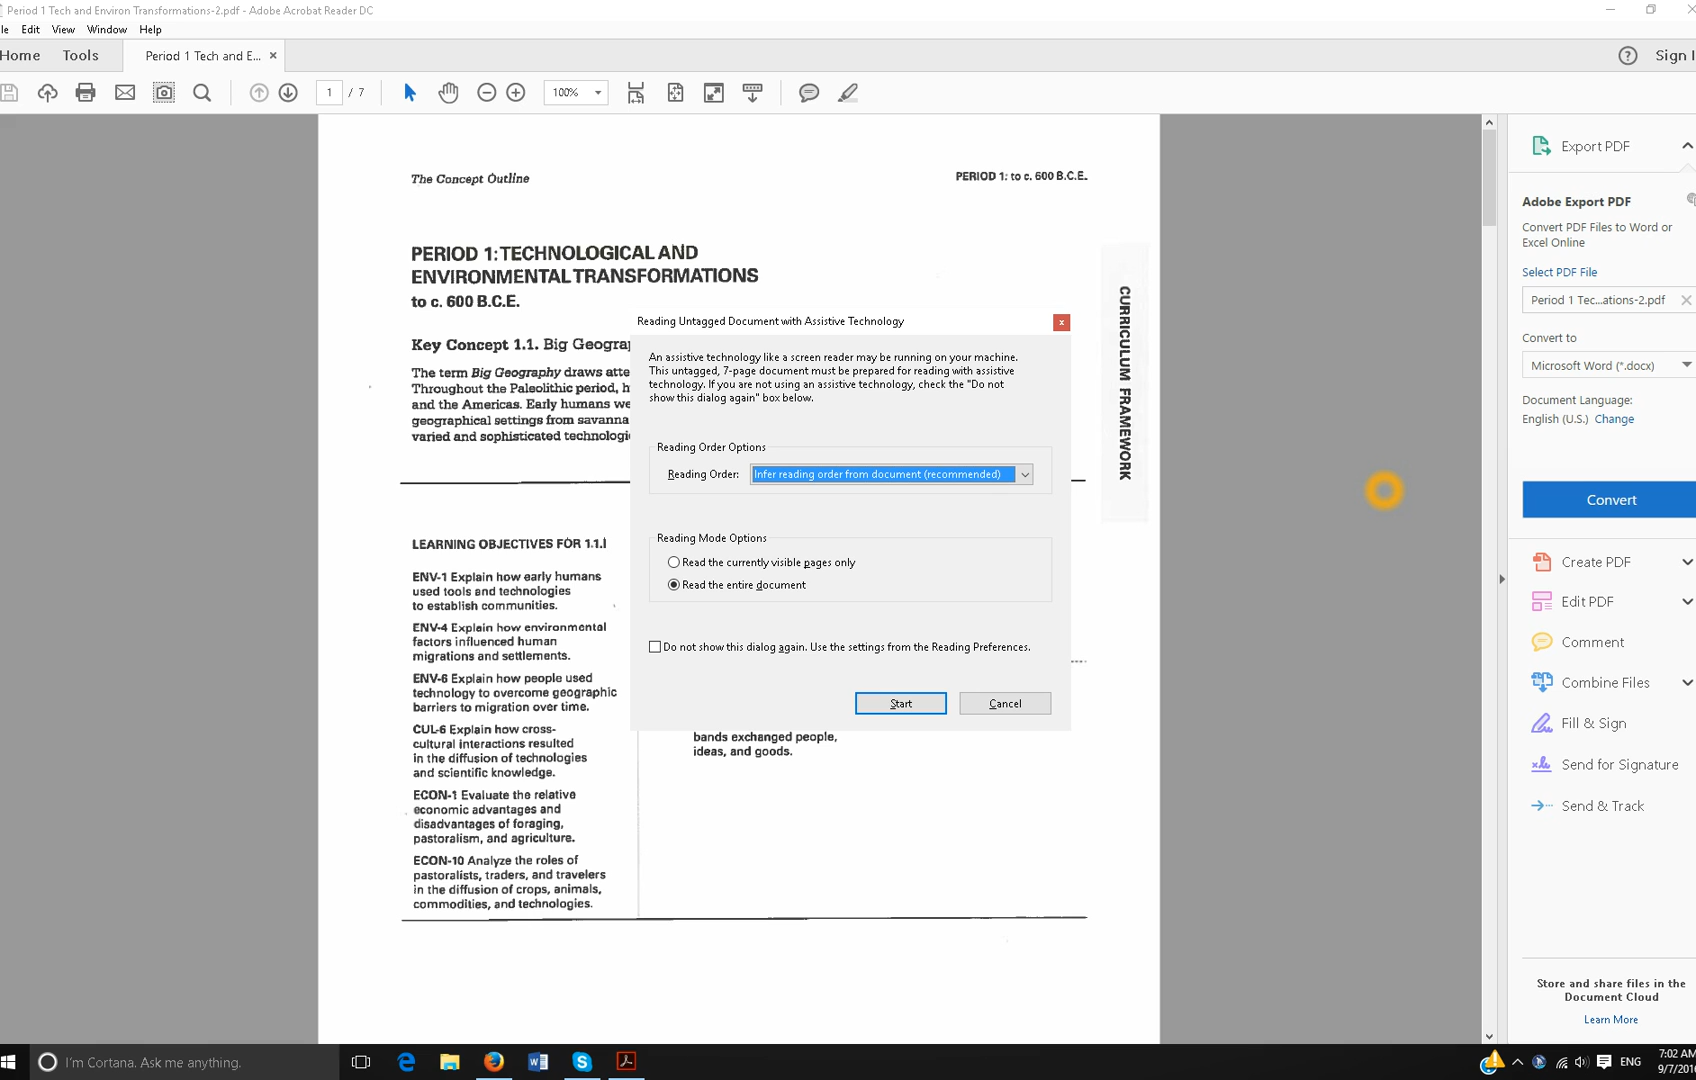 Period 1 Tech and Environ Transformations-2.pdf - Adobe Acrobat Reader DC
le Edit View Window Help
Home Tools Period 1 Tech and E... Sign I
1 / 7 100%
The Concept Outline
PERIOD 1: to c. 600 B.C.E.
PERIOD 1: TECHNOLOGICAL AND
ENVIRONMENTAL TRANSFORMATIONS
to c. 600 B.C.E.
Key Concept 1.1. Big Geograp
The term Big Geography draws atte
Throughout the Paleolithic period, h
and the Americas. Early humans we
geographical settings from savanna
varied and sophisticated technologi
CURRICULUM FRAMEWORK
LEARNING OBJECTIVES FOR 1.1.I
ENV-1 Explain how early humans
used tools and technologies
to establish communities.
ENV-4 Explain how environmental
factors influenced human
migrations and settlements.
ENV-6 Explain how people used
technology to overcome geographic
barriers to migration over time.
CUL-6 Explain how cross-
cultural interactions resulted
in the diffusion of technologies
and scientific knowledge.
ECON-1 Evaluate the relative
economic advantages and
disadvantages of foraging,
pastoralism, and agriculture.
ECON-10 Analyze the roles of
pastoralists, traders, and travelers
in the diffusion of crops, animals,
commodities, and technologies.
bands exchanged people,
ideas, and goods.
Reading Untagged Document with Assistive Technology
x
An assistive technology like a screen reader may be running on your machine.
This untagged, 7-page document must be prepared for reading with assistive
technology. If you are not using an assistive technology, check the "Do not
show this dialog again" box below.
Reading Order Options
Reading Order: Infer reading order from document (recommended)
Reading Mode Options
Read the currently visible pages only
Read the entire document
Do not show this dialog again. Use the settings from the Reading Preferences.
Start Cancel
Export PDF
Adobe Export PDF
Convert PDF Files to Word or
Excel Online
Select PDF File
Period 1 Tec...ations-2.pdf
Convert to
Microsoft Word (*.docx)
Document Language:
English (U.S.) Change
Convert
Create PDF
Edit PDF
Comment
Combine Files
Fill & Sign
Send for Signature
Send & Track
Store and share files in the
Document Cloud
Learn More
I'm Cortana. Ask me anything.
ENG
7:02 AM
9/7/201